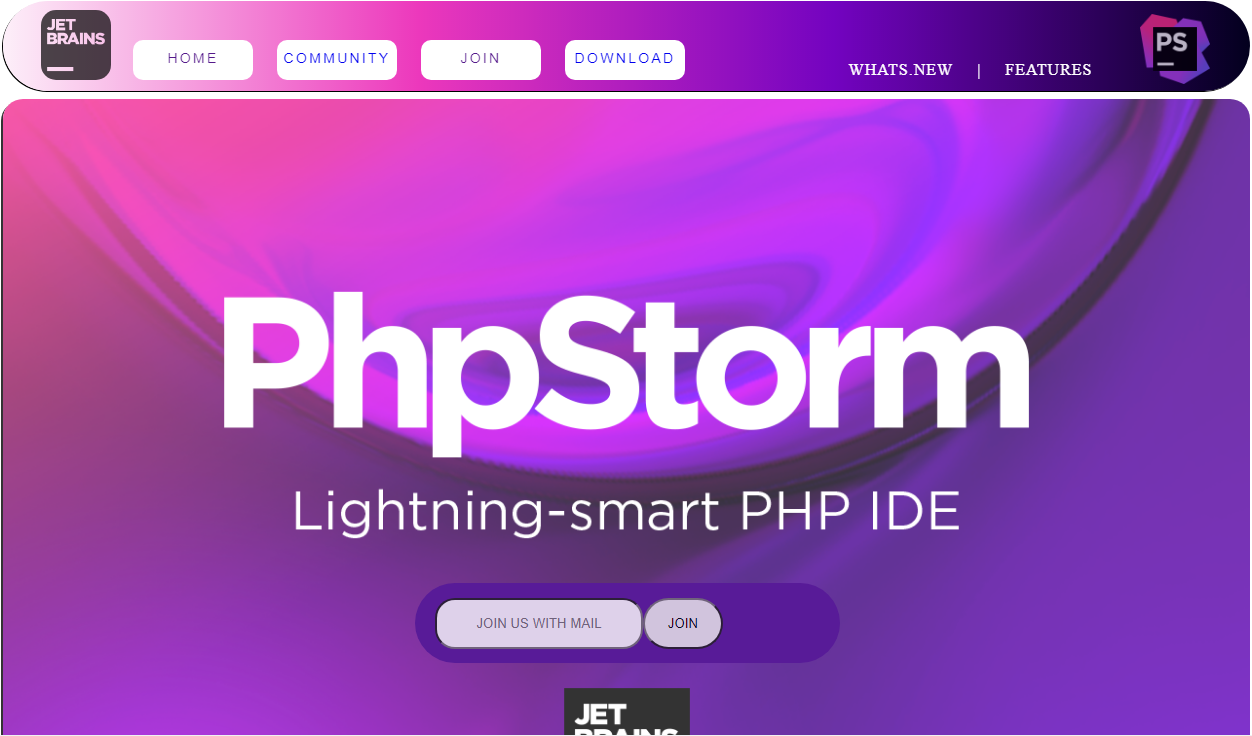 JET
BRAINS
HOME
COMMUNITY
JOIN
DOWNLOAD
WHATS.NEW | FEATURES
PS
PhpStorm
Lightning-smart PHP IDE
JOIN US WITH MAIL
JOIN
JET
BRAINS